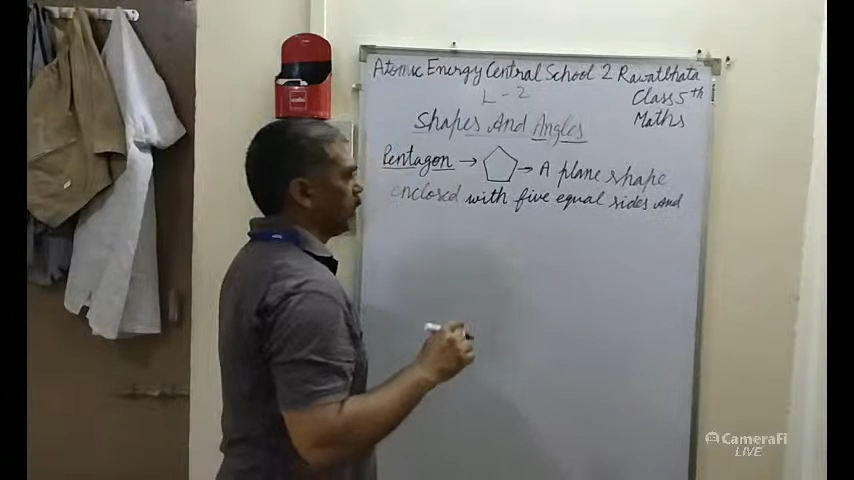 Atomic Energy Central School 2 Rawatbhata
L - 2
Class 5th
Shapes And Angles
Maths
Pentagon → → A plane shape
enclosed with five equal sides And
CameraFi
LIVE